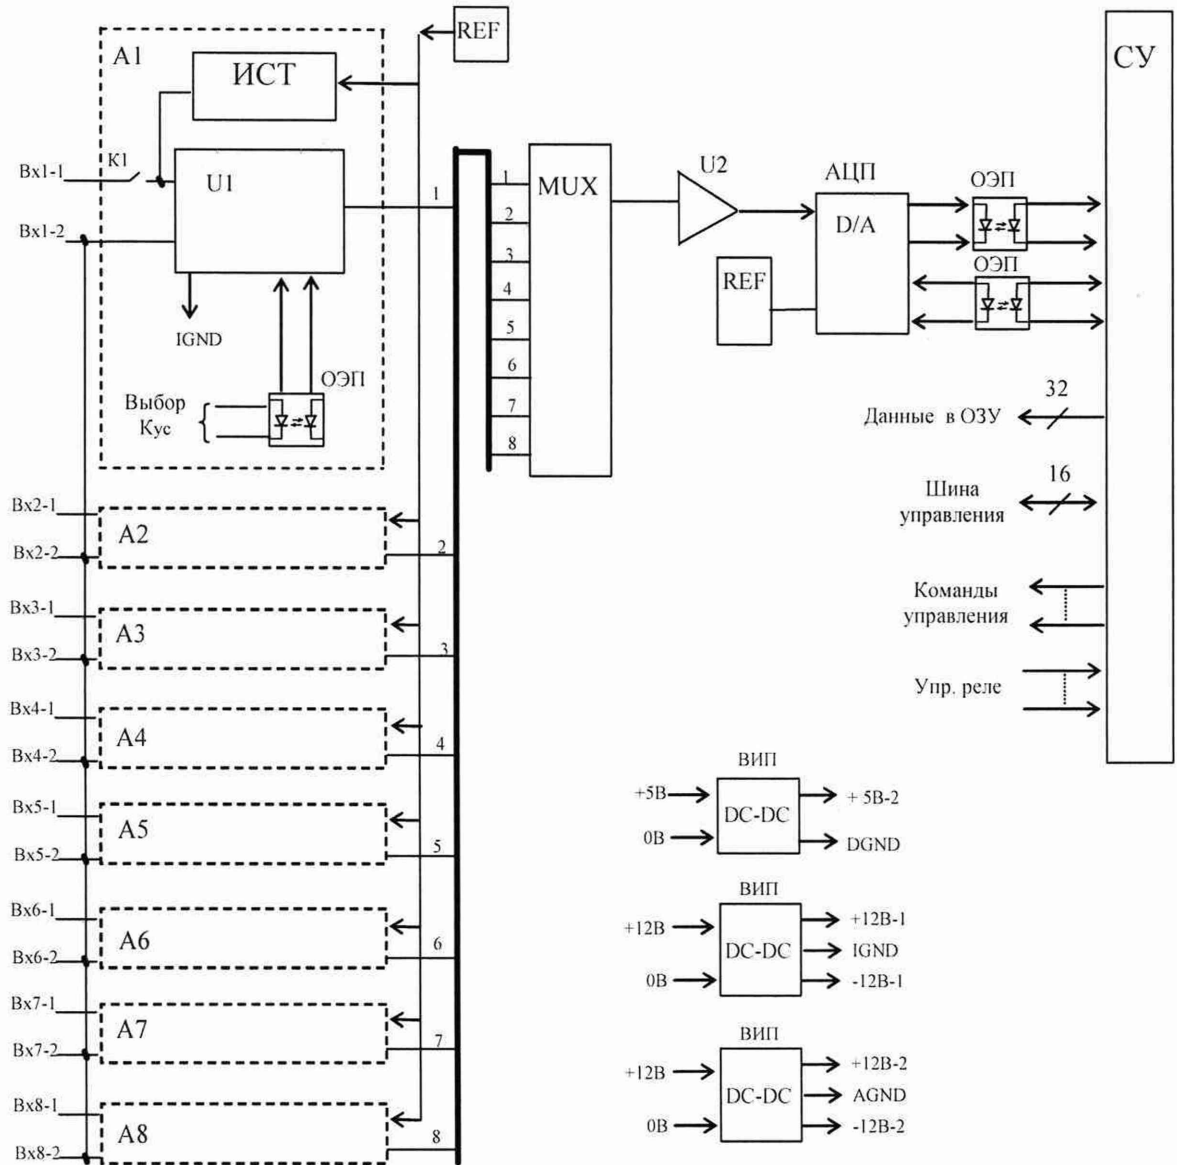 REF
СУ
A1
ИСТ
Вх1-1
К1
U1
1
Вх1-2
IGND
ОЭП
Выбор
Кус
MUX
1
2
3
4
5
6
7
8
U2
АЦП
D/A
REF
ОЭП
ОЭП
32
Данные в ОЗУ
16
Шина
управления
Команды
управления
Упр. реле
Вх2-1
A2
Вх2-2
2
Вх3-1
A3
Вх3-2
3
Вх4-1
A4
Вх4-2
4
Вх5-1
A5
Вх5-2
5
Вх6-1
A6
Вх6-2
6
Вх7-1
A7
Вх7-2
7
Вх8-1
A8
Вх8-2
8
ВИП
+5В
DC-DC
+ 5В-2
0В
DGND
ВИП
+12В
DC-DC
+12В-1
IGND
0В
-12В-1
ВИП
+12В
DC-DC
+12В-2
AGND
0В
-12В-2